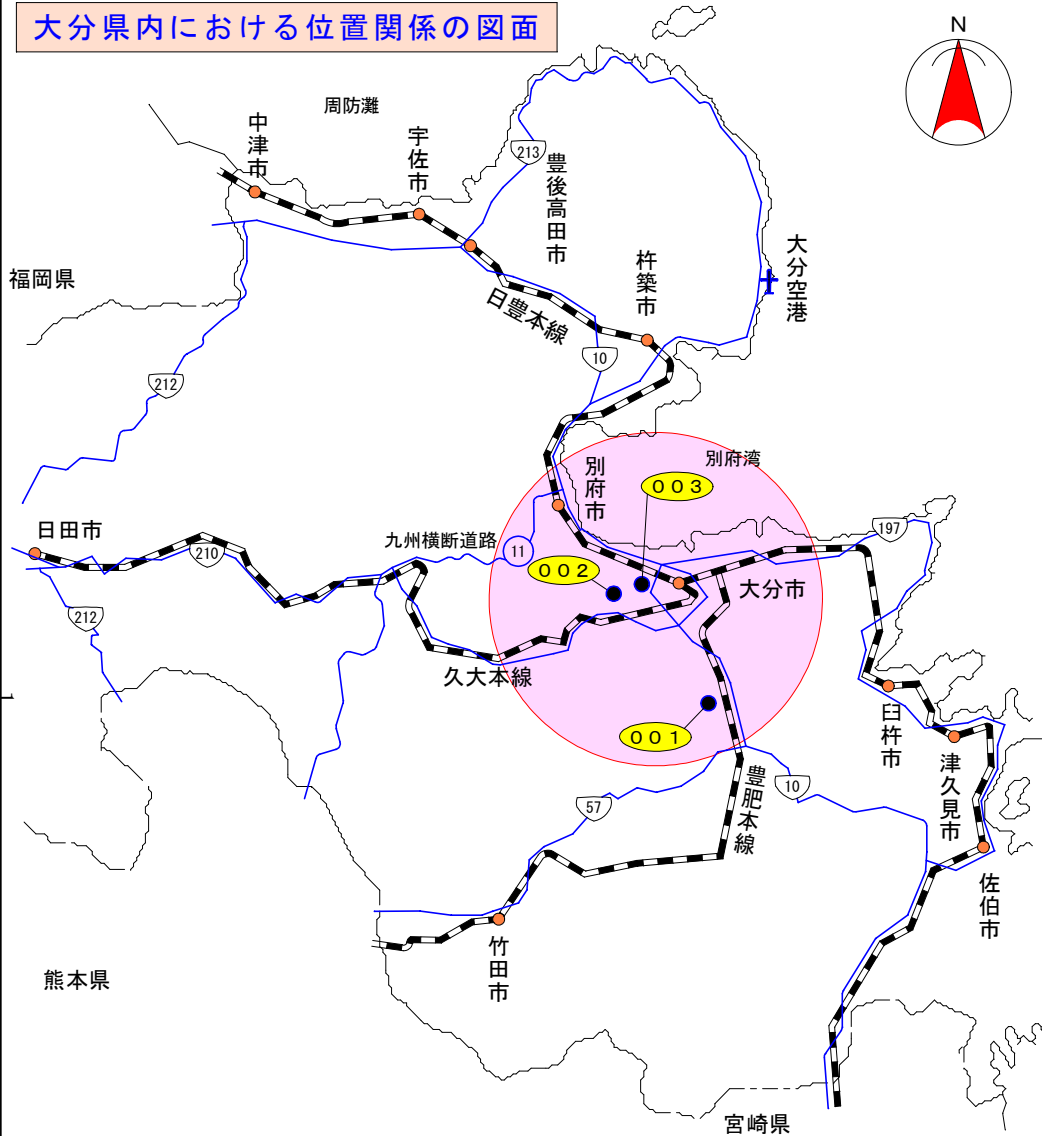 大分県内における位置関係の図面
N
周防灘
中津市
宇佐市
213
豊後高田市
大分空港
杵築市
福岡県
日豊本線
10
212
別府湾
別府市
003
日田市
197
九州横断道路
11
210
002
大分市
212
久大本線
臼杵市
001
津久見市
豊肥本線
10
57
佐伯市
竹田市
熊本県
宮崎県
1